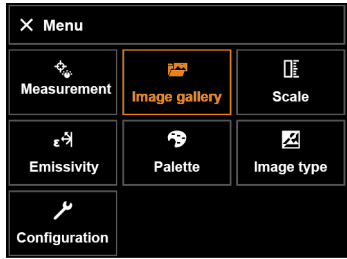 Menu
Measurement
Image gallery
Scale
Emissivity
Palette
Image type
Configuration